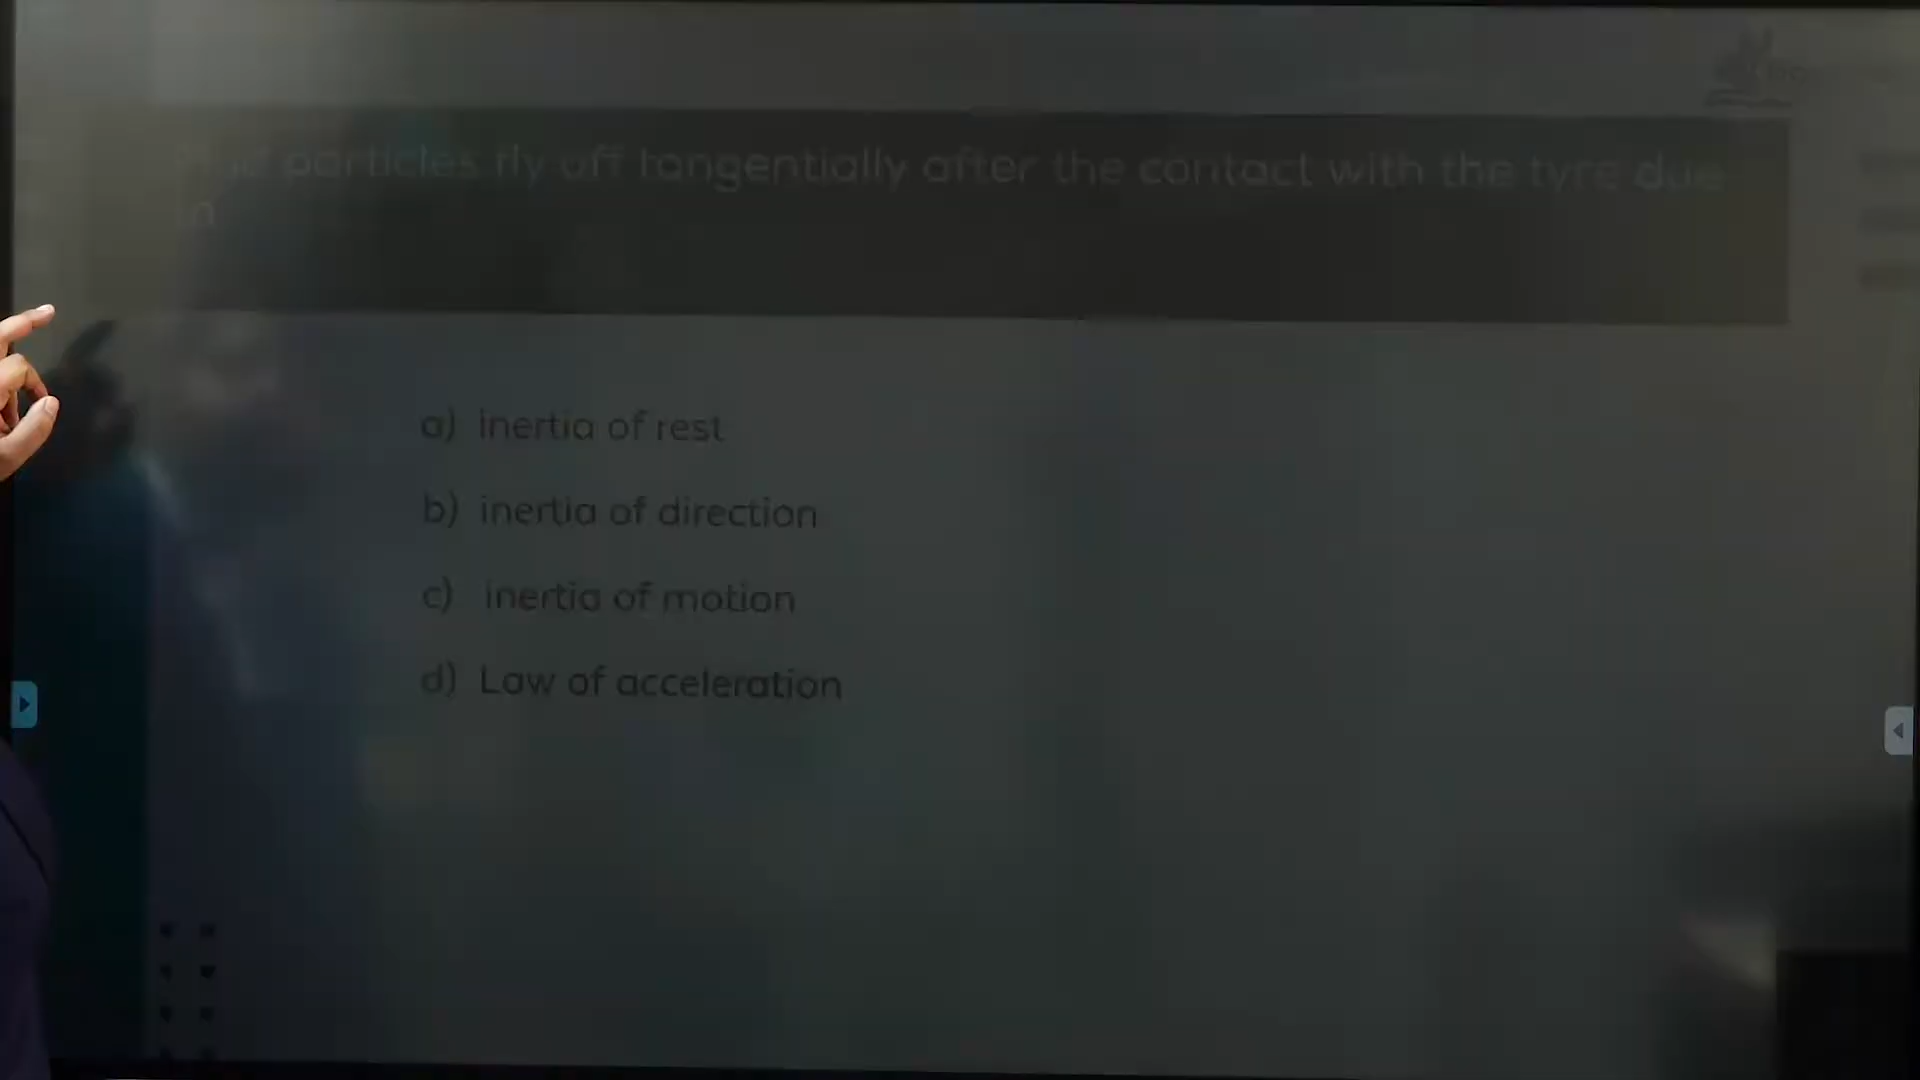 particles fly off tangentially after the contact with the tyre due
a) inertia of rest
b) inertia of direction
c) inertia of motion
d) Law of acceleration